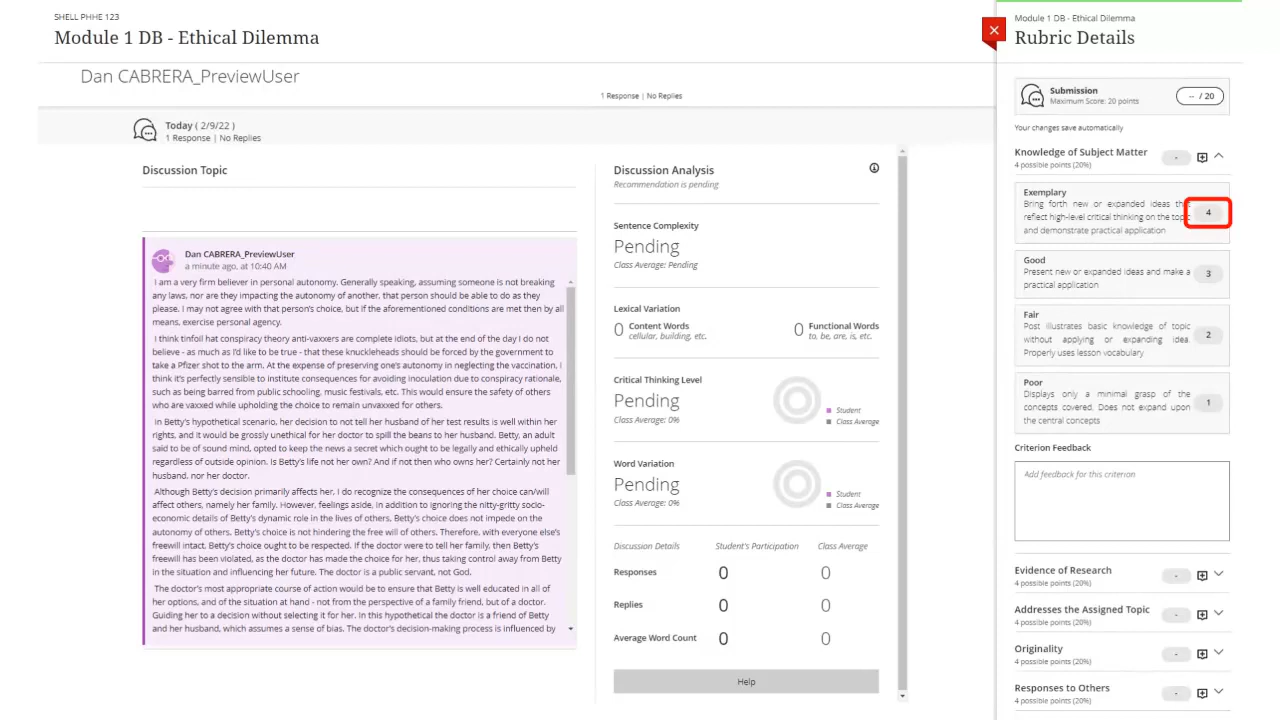 SHELL PHHE 123
Module 1 DB - Ethical Dilemma
Dan CABRERA_PreviewUser
1 Response | No Replies
Today ( 2/9/22 )
1 Response | No Replies
Discussion Topic
Dan CABRERA_PreviewUser
a minute ago, at 10:40 AM
I am a very firm believer in personal autonomy. Generally speaking, assuming someone is not breaking
any laws, nor are they impacting the autonomy of another, that person should be able to do as they
please. I may not agree with that person's choice, but if the aforementioned conditions are met then by all
means, exercise personal agency.
I think tinfoil hat conspiracy theory anti-vaxxers are complete idiots, but at the end of the day I do not
believe - as much as I'd like to be true - that these knuckleheads should be forced by the government to
take a Pfizer shot to the arm. At the expense of preserving one's autonomy in neglecting the vaccination, I
think it's perfectly sensible to institute consequences for avoiding inoculation due to conspiracy rationale,
such as being barred from public schooling, music festivals, etc. This would ensure the safety of others
who are vaxxed while upholding the choice to remain unvaxxed for others.
In Betty's hypothetical scenario, her decision to not tell her husband of her test results is well within her
rights, and it would be grossly unethical for her doctor to spill the beans to her husband. Betty, an adult
said to be of sound mind, opted to keep the news a secret which ought to be legally and ethically upheld
regardless of outside opinion. Is Betty's life not her own? And if not then who owns her? Certainly not her
husband, nor her doctor.
Although Betty's decision primarily affects her, I do recognize the consequences of her choice can/will
affect others, namely her family. However, feelings aside, in addition to ignoring the nitty-gritty socio-
economic details of Betty's dynamic role in the lives of others, Betty's choice does not impede on the
autonomy of others. Betty's choice is not hindering the free will of others. Therefore, with everyone else's
freewill intact, Betty's choice ought to be respected. If the doctor were to tell her family, then Betty's
freewill has been violated, as the doctor has made the choice for her, thus taking control away from Betty
in the situation and influencing her future. The doctor is a public servant, not God.
The doctor's most appropriate course of action would be to ensure that Betty is well educated in all of
her options, and of the situation at hand - not from the perspective of a family friend, but of a doctor.
Guiding her to a decision without selecting it for her. In this hypothetical the doctor is a friend of Betty
and her husband, which assumes a sense of bias. The doctor's decision-making process is influenced by
Discussion Analysis
Recommendation is pending
Sentence Complexity
Pending
Class Average: Pending
Lexical Variation
0 Content Words
cellular, building, etc.
0 Functional Words
to, be, are, is, etc.
Critical Thinking Level
Pending
Class Average: 0%
Student
Class Average
Word Variation
Pending
Class Average: 0%
Student
Class Average
Discussion Details Student's Participation Class Average
Responses 0 0
Replies 0 0
Average Word Count 0 0
Help
Module 1 DB - Ethical Dilemma
Rubric Details
Submission
Maximum Score: 20 points
-- / 20
Your changes save automatically
Knowledge of Subject Matter
4 possible points (20%)
-
Exemplary
Bring forth new or expanded ideas
reflect high-level critical thinking on the topic
and demonstrate practical application
4
Good
Present new or expanded ideas and make a
practical application
3
Fair
Post illustrates basic knowledge of topic
without applying or expanding idea.
Properly uses lesson vocabulary
2
Poor
Displays only a minimal grasp of the
concepts covered. Does not expand upon
the central concepts
1
Criterion Feedback
Add feedback for this criterion
Evidence of Research
4 possible points (20%)
-
Addresses the Assigned Topic
4 possible points (20%)
-
Originality
4 possible points (20%)
-
Responses to Others
4 possible points (20%)
-